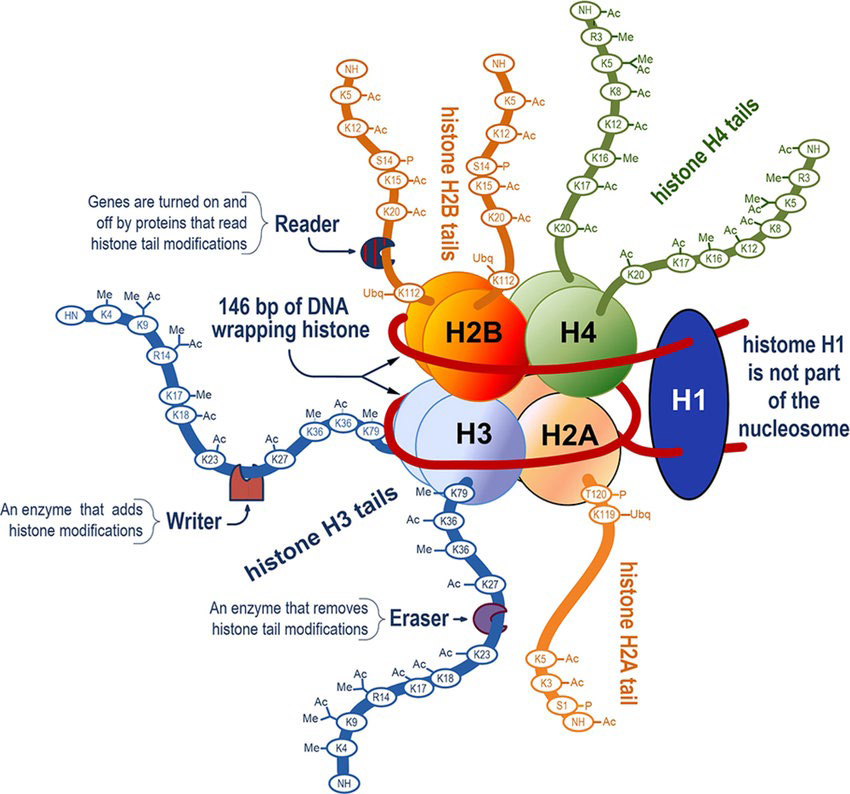 NH
Ac
R3
Me
K5
Me
Ac
K8
Ac
K12
Ac
K16
Me
K17
Ac
K20
Ac
histone H4 tails
NH
Ac
R3
Me
K5
Me
Ac
K8
Ac
K12
Ac
K16
Me
K17
Ac
K20
Ac
NH
K5
Ac
K12
Ac
S14
P
K15
Ac
K20
Ac
Ubq
K112
histone H2B tails
NH
K5
Ac
K12
Ac
S14
P
K15
Ac
K20
Ac
Ubq
K112
Genes are turned on and
off by proteins that read
histone tail modifications
Reader
146 bp of DNA
wrapping histone
H2B
H4
H3
H2A
H1
histome H1
is not part
of the
nucleosome
HN
Me
K4
Me
Ac
K9
Me
Ac
R14
K17
Me
K18
Ac
Ac
K23
Ac
K27
Me
K36
Ac
K36
Me
K79
An enzyme that adds
histone modifications
Writer
histone H3 tails
Me
K79
Ac
K36
Me
K36
Ac
K27
An enzyme that removes
histone tail modifications
Eraser
Ac
K23
Ac
K18
Ac
K17
Ac
Me
R14
Ac
Me
K9
Me
K4
NH
T120
P
K119
Ubq
histone H2A tail
K5
Ac
K3
Ac
S1
P
NH
Ac